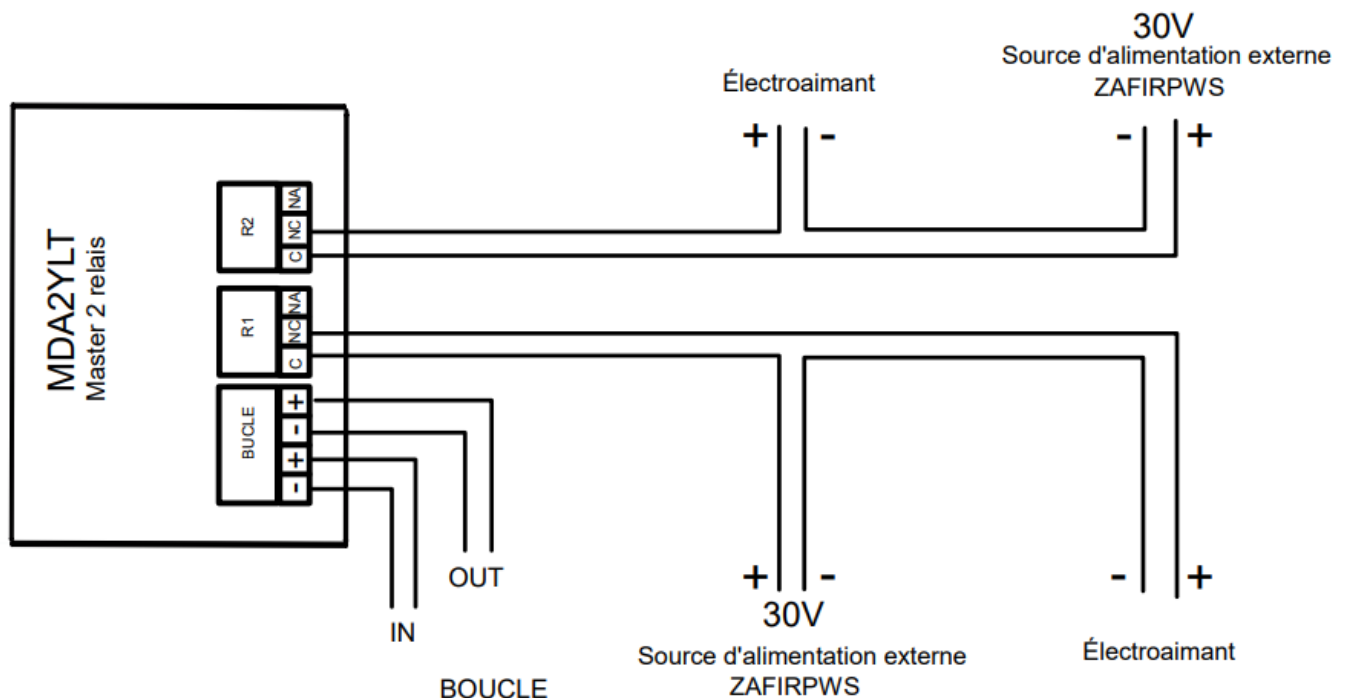 30V
Source d'alimentation externe
ZAFIRPWS
Électroaimant
+ -
- +
MDA2YLT
Master 2 relais
R2
NA
NC
C
R1
NA
NC
C
BUCLE
+
-
+
-
OUT
IN
BOUCLE
+ -
30V
Source d'alimentation externe
ZAFIRPWS
- +
Électroaimant